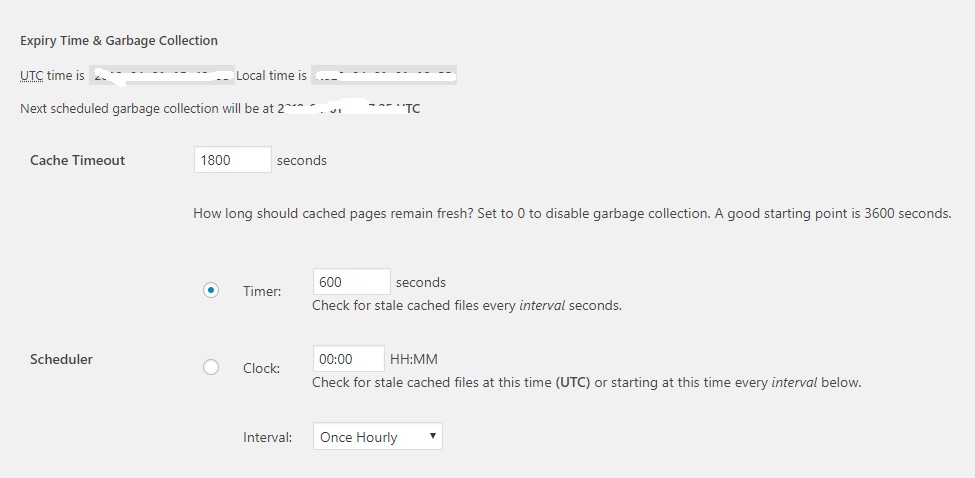 Expiry Time & Garbage Collection
UTC time is Local time is
Next scheduled garbage collection will be at
Cache Timeout 1800 seconds
How long should cached pages remain fresh? Set to 0 to disable garbage collection. A good starting point is 3600 seconds.
Timer: 600 seconds
Check for stale cached files every interval seconds.
Scheduler
Clock: 00:00 HH:MM
Check for stale cached files at this time (UTC) or starting at this time every interval below.
Interval: Once Hourly